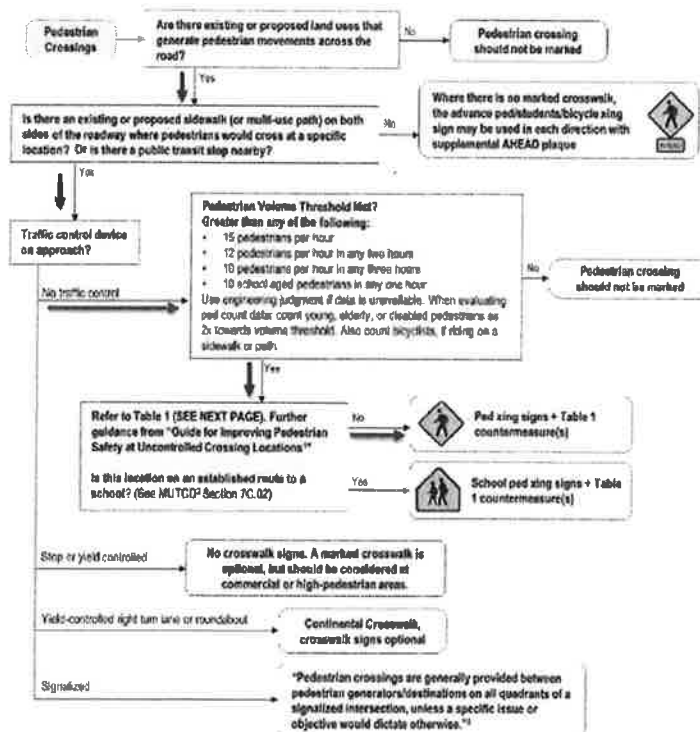 Pedestrian
Crossings
Are there existing or proposed land uses that
generate pedestrian movements across the
road?
No
Pedestrian crossing
should not be marked
Yes
Is there an existing or proposed sidewalk (or multi-use path) on both
sides of the roadway where pedestrians would cross at a specific
location? Or is there a public transit stop nearby?
No
Where there is no marked crosswalk,
the advance ped/students/bicycle xing
sign may be used in each direction with
supplemental AHEAD plaque
AHEAD
Yes
Traffic control device
on approach?
Pedestrian Volume Threshold Met?
Greater than any of the following:
• 15 pedestrians per hour
• 12 pedestrians per hour in any two hours
• 10 pedestrians per hour in any three hours
• 10 school aged pedestrians in any one hour
Use engineering judgment if data is unavailable. When evaluating
ped count data: count young, elderly, or disabled pedestrians as
2x towards volume threshold. Also count bicyclists, if riding on a
sidewalk or path.
No
Pedestrian crossing
should not be marked
No traffic control
Yes
Refer to Table 1 (SEE NEXT PAGE). Further
guidance from "Guide for Improving Pedestrian
Safety at Uncontrolled Crossing Locations"¹
Is this location on an established route to a
school? (See MUTCD² Section 7C.02)
No
Ped xing signs + Table 1
countermeasure(s)
Yes
School ped xing signs + Table
1 countermeasure(s)
Stop or yield controlled
No crosswalk signs. A marked crosswalk is
optional, but should be considered at
commercial or high-pedestrian areas.
Yield-controlled right turn lane or roundabout
Continental Crosswalk,
crosswalk signs optional
Signalized
"Pedestrian crossings are generally provided between
pedestrian generators/destinations on all quadrants of a
signalized intersection, unless a specific issue or
objective would dictate otherwise."³